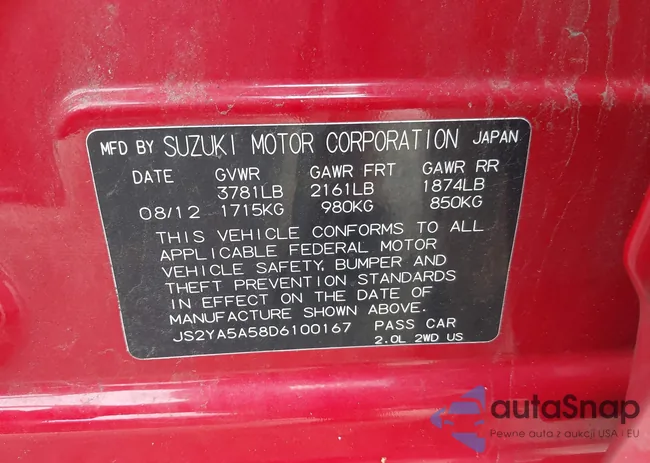 MFD BY SUZUKI MOTOR CORPORATION JAPAN
DATE GVWR GAWR FRT GAWR RR
3781LB 2161LB 1874LB
08/12 1715KG 980KG 850KG
THIS VEHICLE CONFORMS TO ALL
APPLICABLE FEDERAL MOTOR
VEHICLE SAFETY, BUMPER AND
THEFT PREVENTION STANDARDS
IN EFFECT ON THE DATE OF
MANUFACTURE SHOWN ABOVE.
JS2YA5A58D6100167 PASS CAR
2.0L 2WD US
autaSnap
Pewne auta z aukcji USA i EU